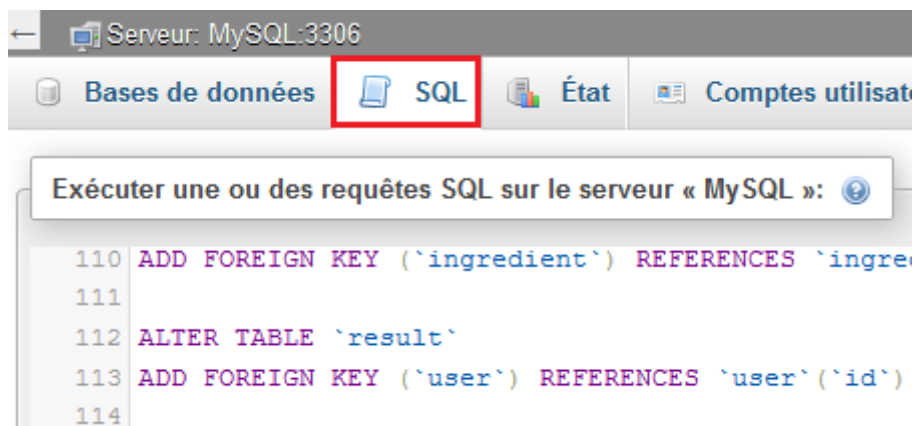 ← Serveur: MySQL:3306
Bases de données SQL État Comptes
Exécuter une ou des requêtes SQL sur le serveur « MySQL »:
110 ADD FOREIGN KEY (`ingredient`) REFERENCES
111
112 ALTER TABLE `result`
113 ADD FOREIGN KEY (`user`) REFERENCES `user`(`id`)
114